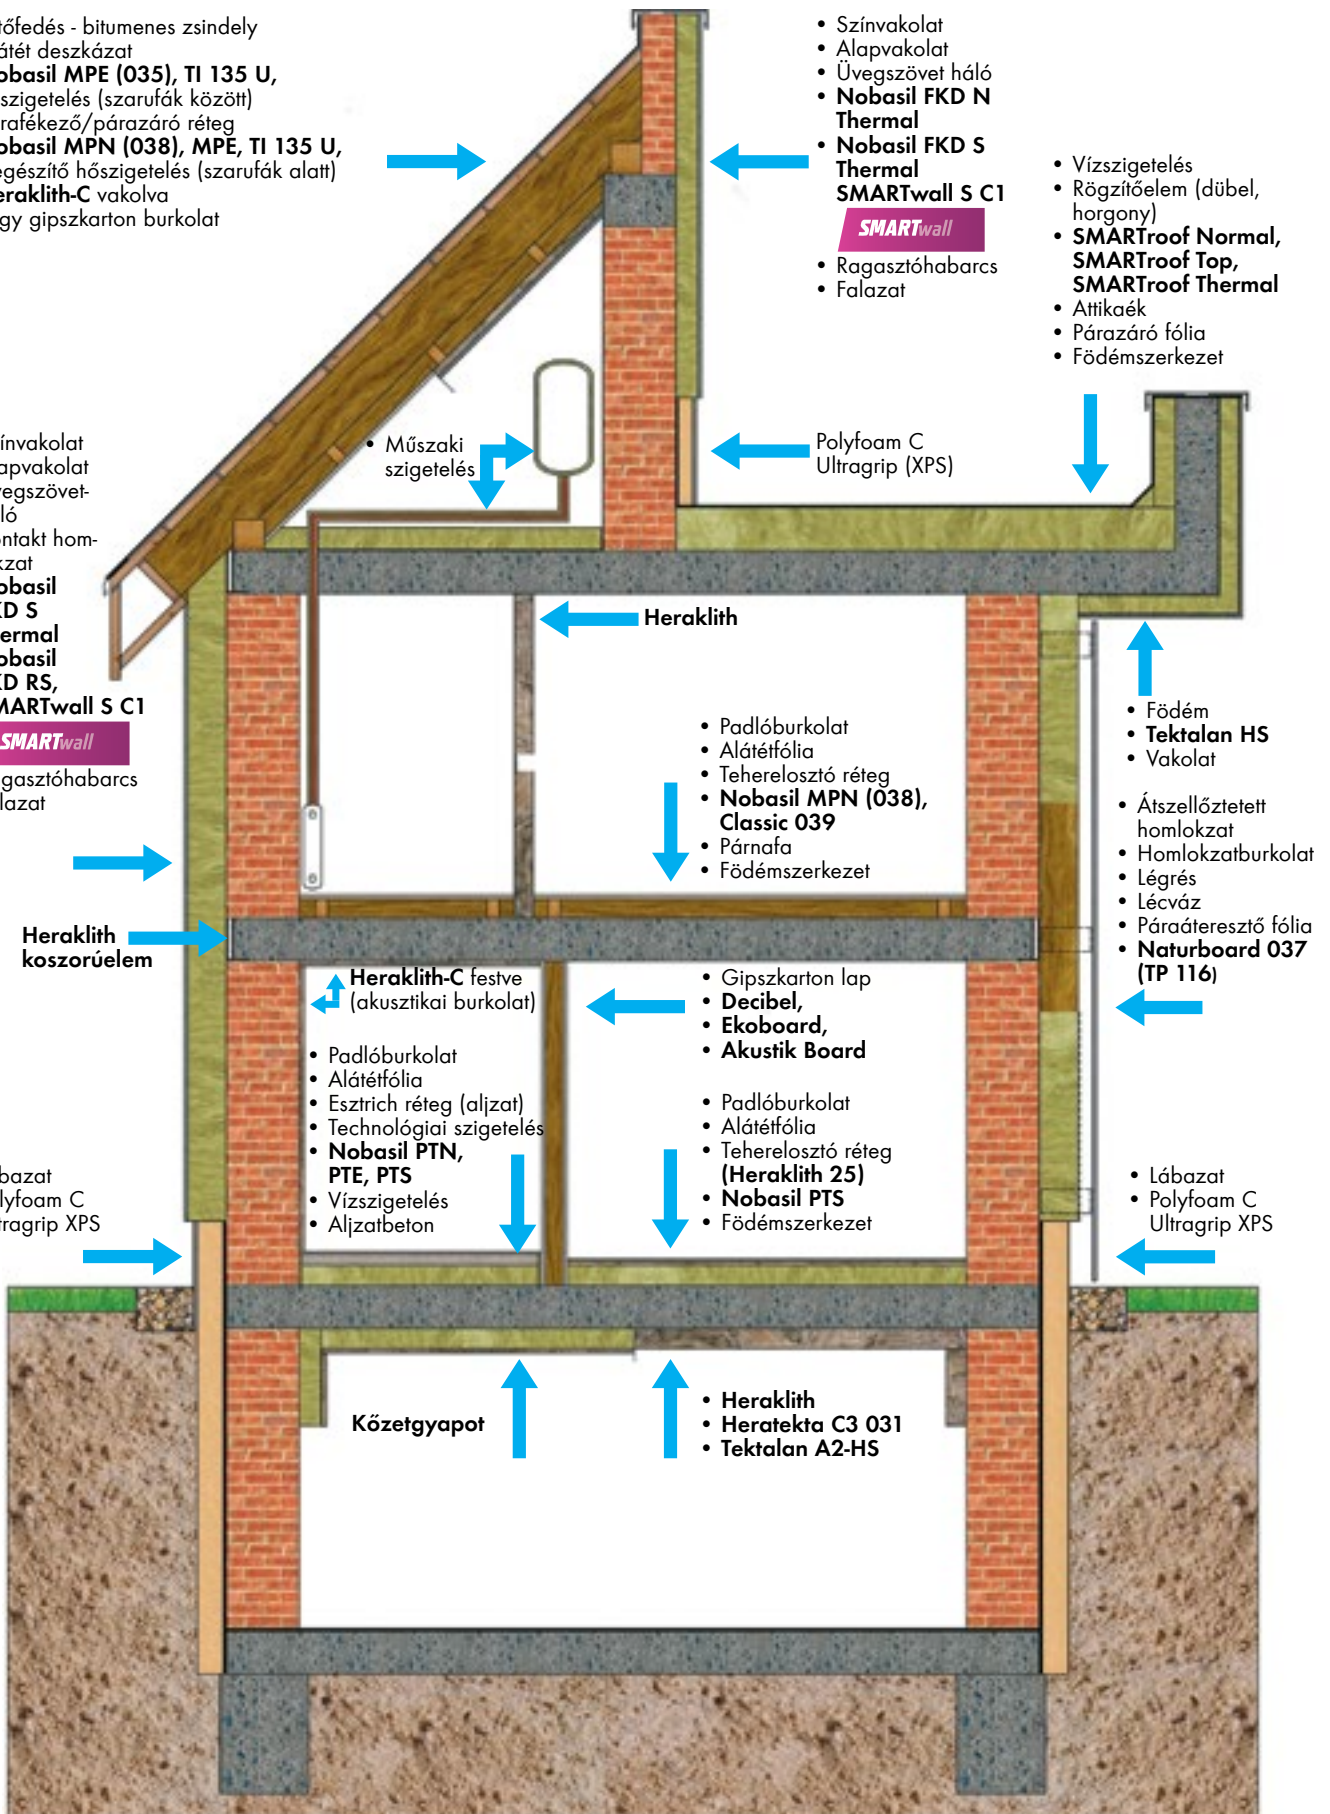 tőfedés - bitumenes zsindely
átét deszkázat
obasil MPE (035), TI 135 U,
szigetelés (szarufák között)
rafékező/párazáró réteg
obasil MPN (038), MPE, TI 135 U,
egészítő hőszigetelés (szarufák alatt)
eraklith-C vakolva
gy gipszkarton burkolat
• Színvakolat
• Alapvakolat
• Üvegszövet háló
• Nobasil FKD N
Thermal
• Nobasil FKD S
Thermal
SMARTwall S C1
SMARTwall
• Ragasztóhabarcs
• Falazat
• Vízszigetelés
• Rögzítőelem (dübel,
horgony)
• SMARTroof Normal,
SMARTroof Top,
SMARTroof Thermal
• Attikaék
• Párazáró fólia
• Födémszerkezet
• Műszaki
szigetelés
Polyfoam C
Ultragrip (XPS)
ínvakolat
apvakolat
vegszövet-
ló
ontakt hom-
kzat
obasil
KD S
ermal
obasil
KD RS,
MARTwall S C1
SMARTwall
gasztóhabarcs
lazat
Heraklith
• Padlóburkolat
• Alátétfólia
• Teherelosztó réteg
• Nobasil MPN (038),
Classic 039
• Párnafa
• Födémszerkezet
• Födém
• Tektalan HS
• Vakolat
• Átszellőztetett
homlokzat
• Homlokzatburkolat
• Légrés
• Lécváz
• Páraáteresztő fólia
• Naturboard 037
(TP 116)
Heraklith
koszorúelem
Heraklith-C festve
(akusztikai burkolat)
• Gipszkarton lap
• Decibel,
• Ekoboard,
• Akustik Board
• Padlóburkolat
• Alátétfólia
• Esztrich réteg (aljzat)
• Technológiai szigetelés
• Nobasil PTN,
PTE, PTS
• Vízszigetelés
• Aljzatbeton
• Padlóburkolat
• Alátétfólia
• Teherelosztó réteg
(Heraklith 25)
• Nobasil PTS
• Födémszerkezet
bazat
lyfoam C
tragrip XPS
• Lábazat
• Polyfoam C
Ultragrip XPS
Kőzetgyapot
• Heraklith
• Heratekta C3 031
• Tektalan A2-HS